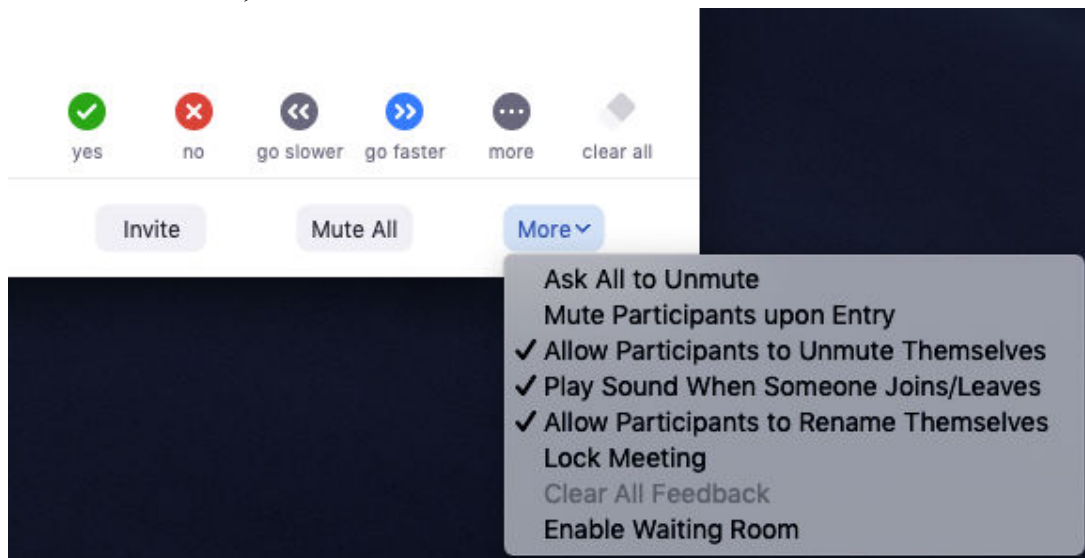 yes no go slower go faster more clear all
Invite Mute All More
Ask All to Unmute
Mute Participants upon Entry
Allow Participants to Unmute Themselves
Play Sound When Someone Joins/Leaves
Allow Participants to Rename Themselves
Lock Meeting
Clear All Feedback
Enable Waiting Room